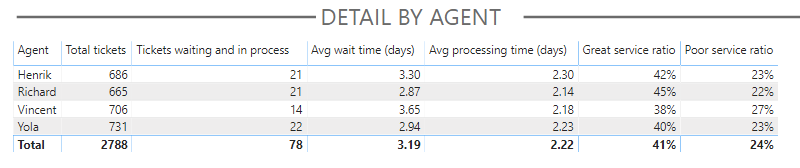 DETAIL BY AGENT
Agent Total tickets Tickets waiting and in process Avg wait time (days) Avg processing time (days) Great service ratio Poor service ratio
Henrik 686 21 3.30 2.30 42% 23%
Richard 665 21 2.87 2.14 45% 22%
Vincent 706 14 3.65 2.18 38% 27%
Yola 731 22 2.94 2.23 40% 23%
Total 2788 78 3.19 2.22 41% 24%